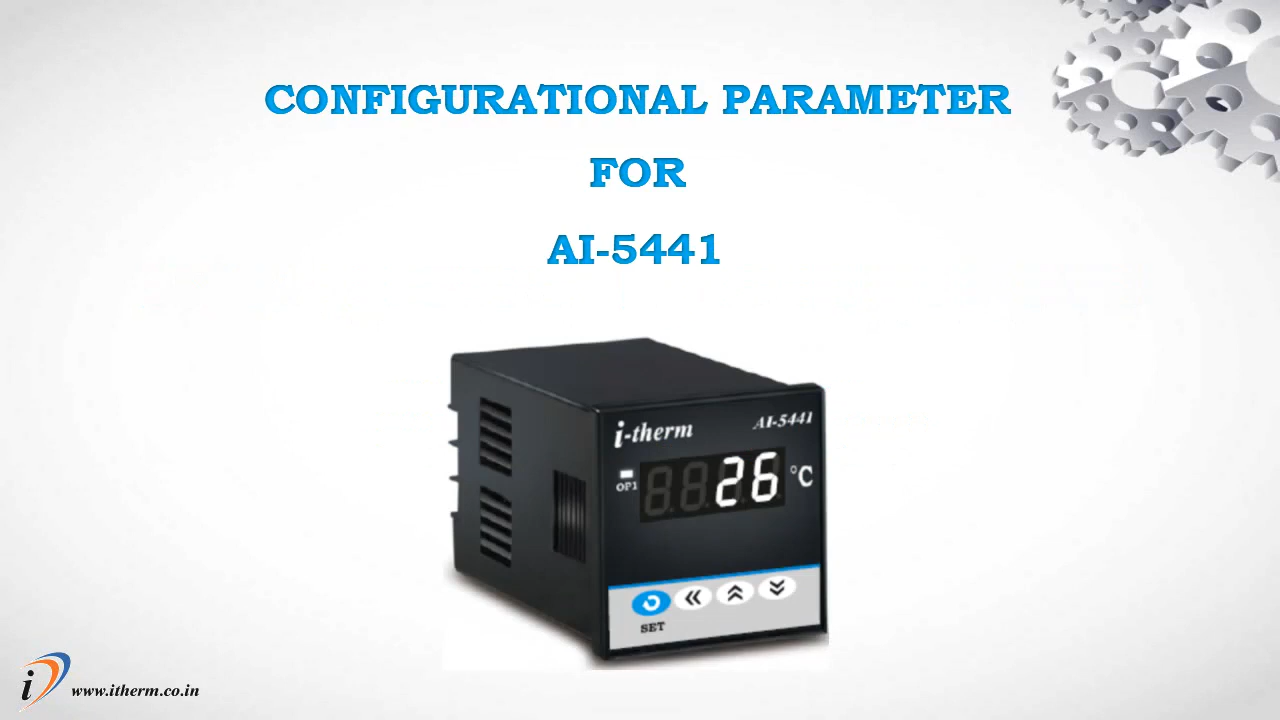 CONFIGURATIONAL PARAMETER
FOR
AI-5441
i-therm AI-5441
OP1 26 °C
SET
i www.itherm.co.in